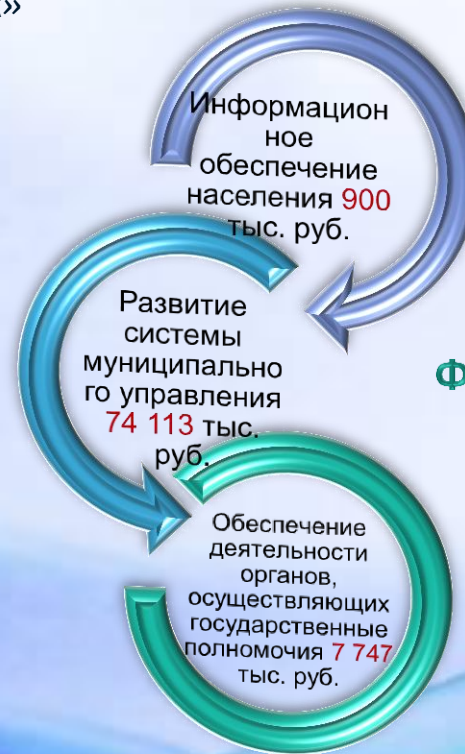 »
Информацион
ное
обеспечение
населения 900
тыс. руб.
Развитие
системы
муниципально
го управления
74 113 тыс.
руб.
Ф
Обеспечение
деятельности
органов,
осуществляющих
государственные
полномочия 7 747
тыс. руб.